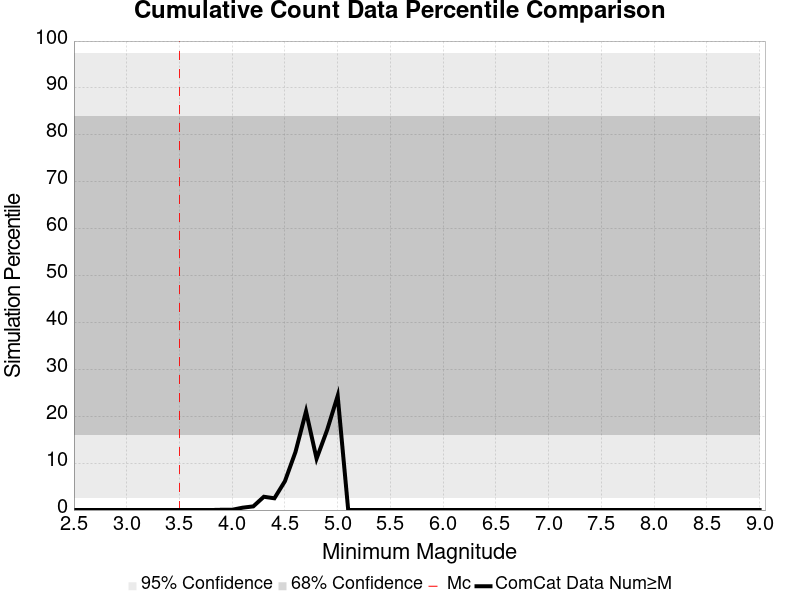 Cumulative Count Data Percentile Comparison
100
90
80
70
60
50
40
30
20
10
0
Simulation Percentile
2.5 3.0 3.5 4.0 4.5 5.0 5.5 6.0 6.5 7.0 7.5 8.0 8.5 9.0
Minimum Magnitude
95% Confidence 68% Confidence Mc ComCat Data Num≥M